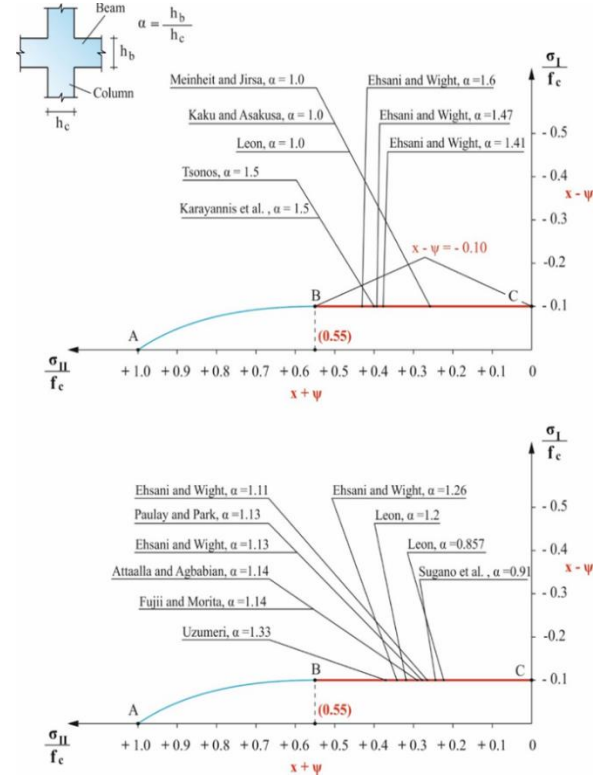 Beam
α = h_b / h_c
h_b
Column
h_c
σ_I / f_c
Meinheit and Jirsa, α = 1.0
Ehsani and Wight, α = 1.6
Kaku and Asakusa, α = 1.0
Ehsani and Wight, α = 1.47
- 0.5
Leon, α = 1.0
Ehsani and Wight, α = 1.41
- 0.4
x - ψ
Tsonos, α = 1.5
- 0.3
Karayannis et al. , α = 1.5
x - ψ = - 0.10
- 0.2
B
C
- 0.1
A
(0.55)
σ_II / f_c
+ 1.0 + 0.9 + 0.8 + 0.7 + 0.6 + 0.5 + 0.4 + 0.3 + 0.2 + 0.1 0
x + ψ
σ_I / f_c
Ehsani and Wight, α =1.11
Ehsani and Wight, α =1.26
- 0.5
Paulay and Park, α =1.13
Leon, α =1.2
Ehsani and Wight, α =1.13
Leon, α =0.857
- 0.4
x - ψ
Attaalla and Agbabian, α =1.14
Sugano et al. , α =0.91
- 0.3
Fujii and Morita, α =1.14
Uzumeri, α =1.33
-0.2
B
C
- 0.1
A
(0.55)
σ_II / f_c
+ 1.0 + 0.9 + 0.8 + 0.7 + 0.6 + 0.5 + 0.4 + 0.3 + 0.2 + 0.1 0
x + ψ